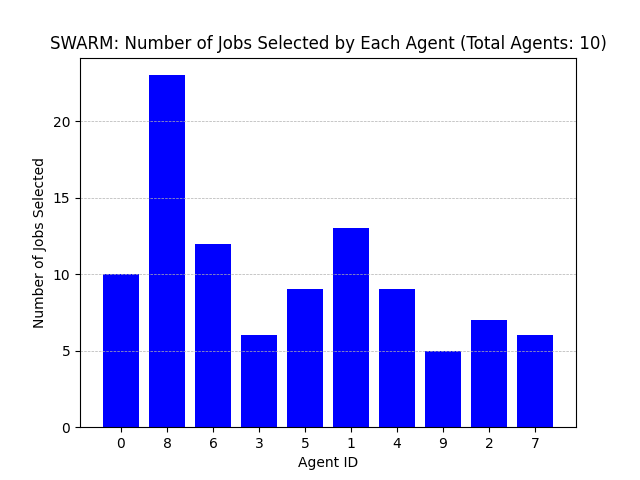 SWARM: Number of Jobs Selected by Each Agent (Total Agents: 10)
Number of Jobs Selected
20
15
10
5
0
0 8 6 3 5 1 4 9 2 7
Agent ID